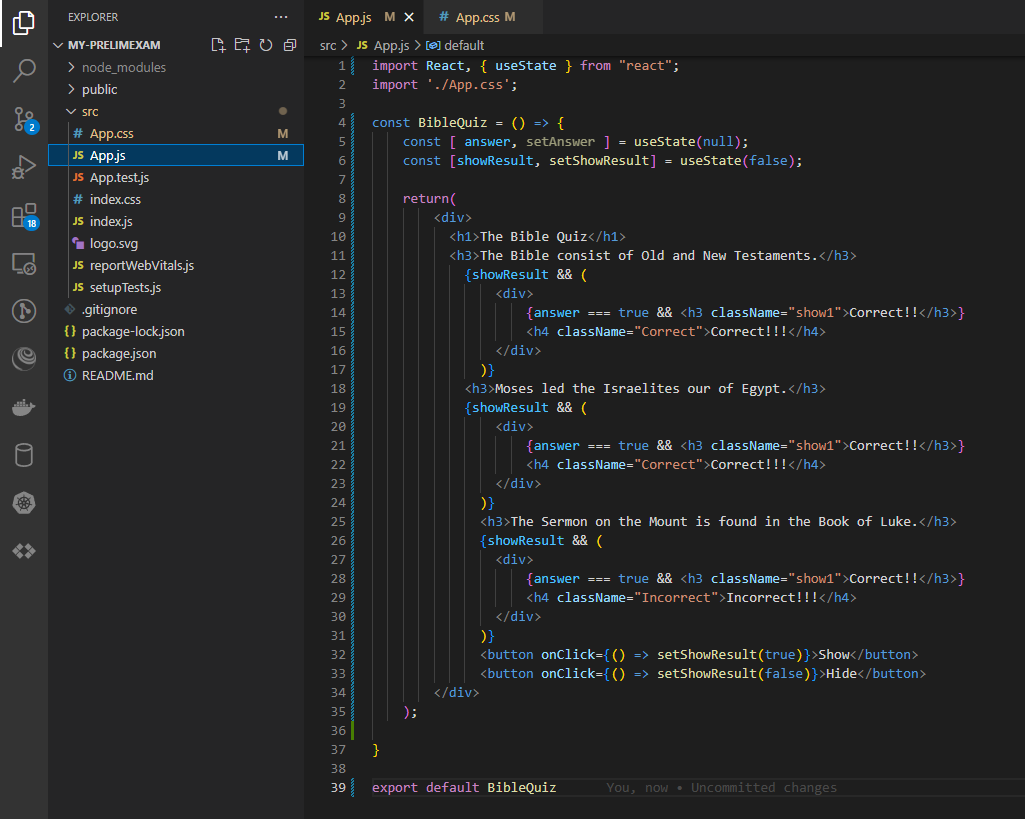 EXPLORER ···
MY-PRELIMEXAM
node_modules
public
src
# App.css M
JS App.js M
JS App.test.js
# index.css
JS index.js
logo.svg
JS reportWebVitals.js
JS setupTests.js
.gitignore
{} package-lock.json
{} package.json
README.md
2
18
JS App.js M × # App.css M
src > JS App.js > default
1 import React, { useState } from "react";
2 import './App.css';
3
4 const BibleQuiz = () => {
5 const [ answer, setAnswer ] = useState(null);
6 const [showResult, setShowResult] = useState(false);
7
8 return(
9 <div>
10 <h1>The Bible Quiz</h1>
11 <h3>The Bible consist of Old and New Testaments.</h3>
12 {showResult && (
13 <div>
14 {answer === true && <h3 className="show1">Correct!!</h3>}
15 <h4 className="Correct">Correct!!!</h4>
16 </div>
17 )}
18 <h3>Moses led the Israelites our of Egypt.</h3>
19 {showResult && (
20 <div>
21 {answer === true && <h3 className="show1">Correct!!</h3>}
22 <h4 className="Correct">Correct!!!</h4>
23 </div>
24 )}
25 <h3>The Sermon on the Mount is found in the Book of Luke.</h3>
26 {showResult && (
27 <div>
28 {answer === true && <h3 className="show1">Correct!!</h3>}
29 <h4 className="Incorrect">Incorrect!!!</h4>
30 </div>
31 )}
32 <button onClick={() => setShowResult(true)}>Show</button>
33 <button onClick={() => setShowResult(false)}>Hide</button>
34 </div>
35 );
36
37 }
38
39 export default BibleQuiz You, now • Uncommitted changes